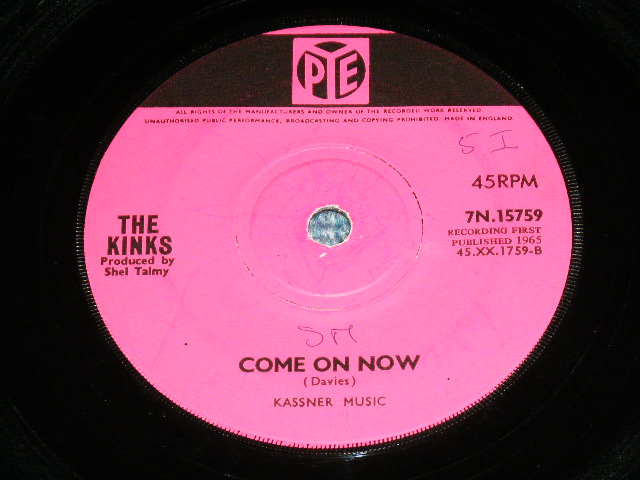 PYE
ALL RIGHTS OF THE MANUFACTURERS AND OWNER OF THE RECORDED WORK RESERVED.
UNAUTHORISED PUBLIC PERFORMANCE, BROADCASTING AND COPYING PROHIBITED. MADE IN ENGLAND.
S I
45RPM
7N.15759
RECORDING FIRST
PUBLISHED 1965
45.XX.1759-B
THE
KINKS
Produced by
Shel Talmy
COME ON NOW
(Davies)
KASSNER MUSIC